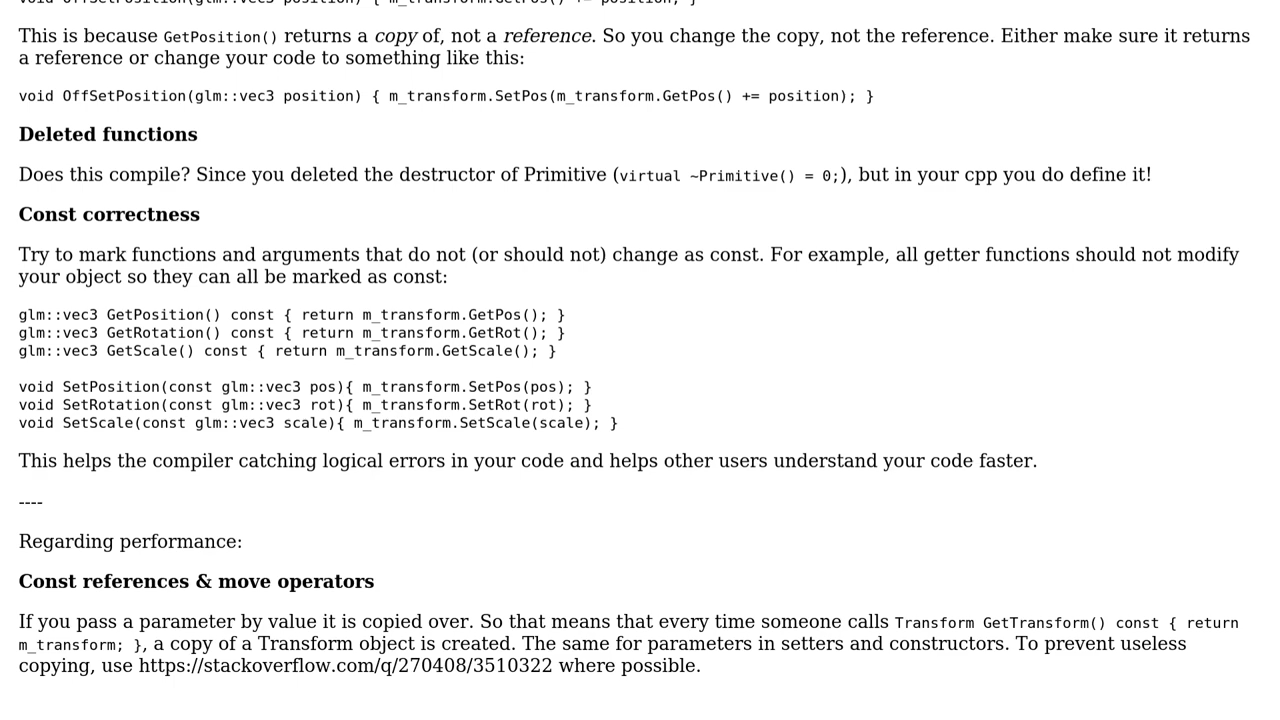 void OffSetPosition(glm::vec3 position) { m_transform.GetPos() += position; }
This is because GetPosition() returns a copy of, not a reference. So you change the copy, not the reference. Either make sure it returns
a reference or change your code to something like this:
void OffSetPosition(glm::vec3 position) { m_transform.SetPos(m_transform.GetPos() += position); }
Deleted functions
Does this compile? Since you deleted the destructor of Primitive (virtual ~Primitive() = 0;), but in your cpp you do define it!
Const correctness
Try to mark functions and arguments that do not (or should not) change as const. For example, all getter functions should not modify
your object so they can all be marked as const:
glm::vec3 GetPosition() const { return m_transform.GetPos(); }
glm::vec3 GetRotation() const { return m_transform.GetRot(); }
glm::vec3 GetScale() const { return m_transform.GetScale(); }
void SetPosition(const glm::vec3 pos){ m_transform.SetPos(pos); }
void SetRotation(const glm::vec3 rot){ m_transform.SetRot(rot); }
void SetScale(const glm::vec3 scale){ m_transform.SetScale(scale); }
This helps the compiler catching logical errors in your code and helps other users understand your code faster.
----
Regarding performance:
Const references & move operators
If you pass a parameter by value it is copied over. So that means that every time someone calls Transform GetTransform() const { return
m_transform; }, a copy of a Transform object is created. The same for parameters in setters and constructors. To prevent useless
copying, use https://stackoverflow.com/q/270408/3510322 where possible.